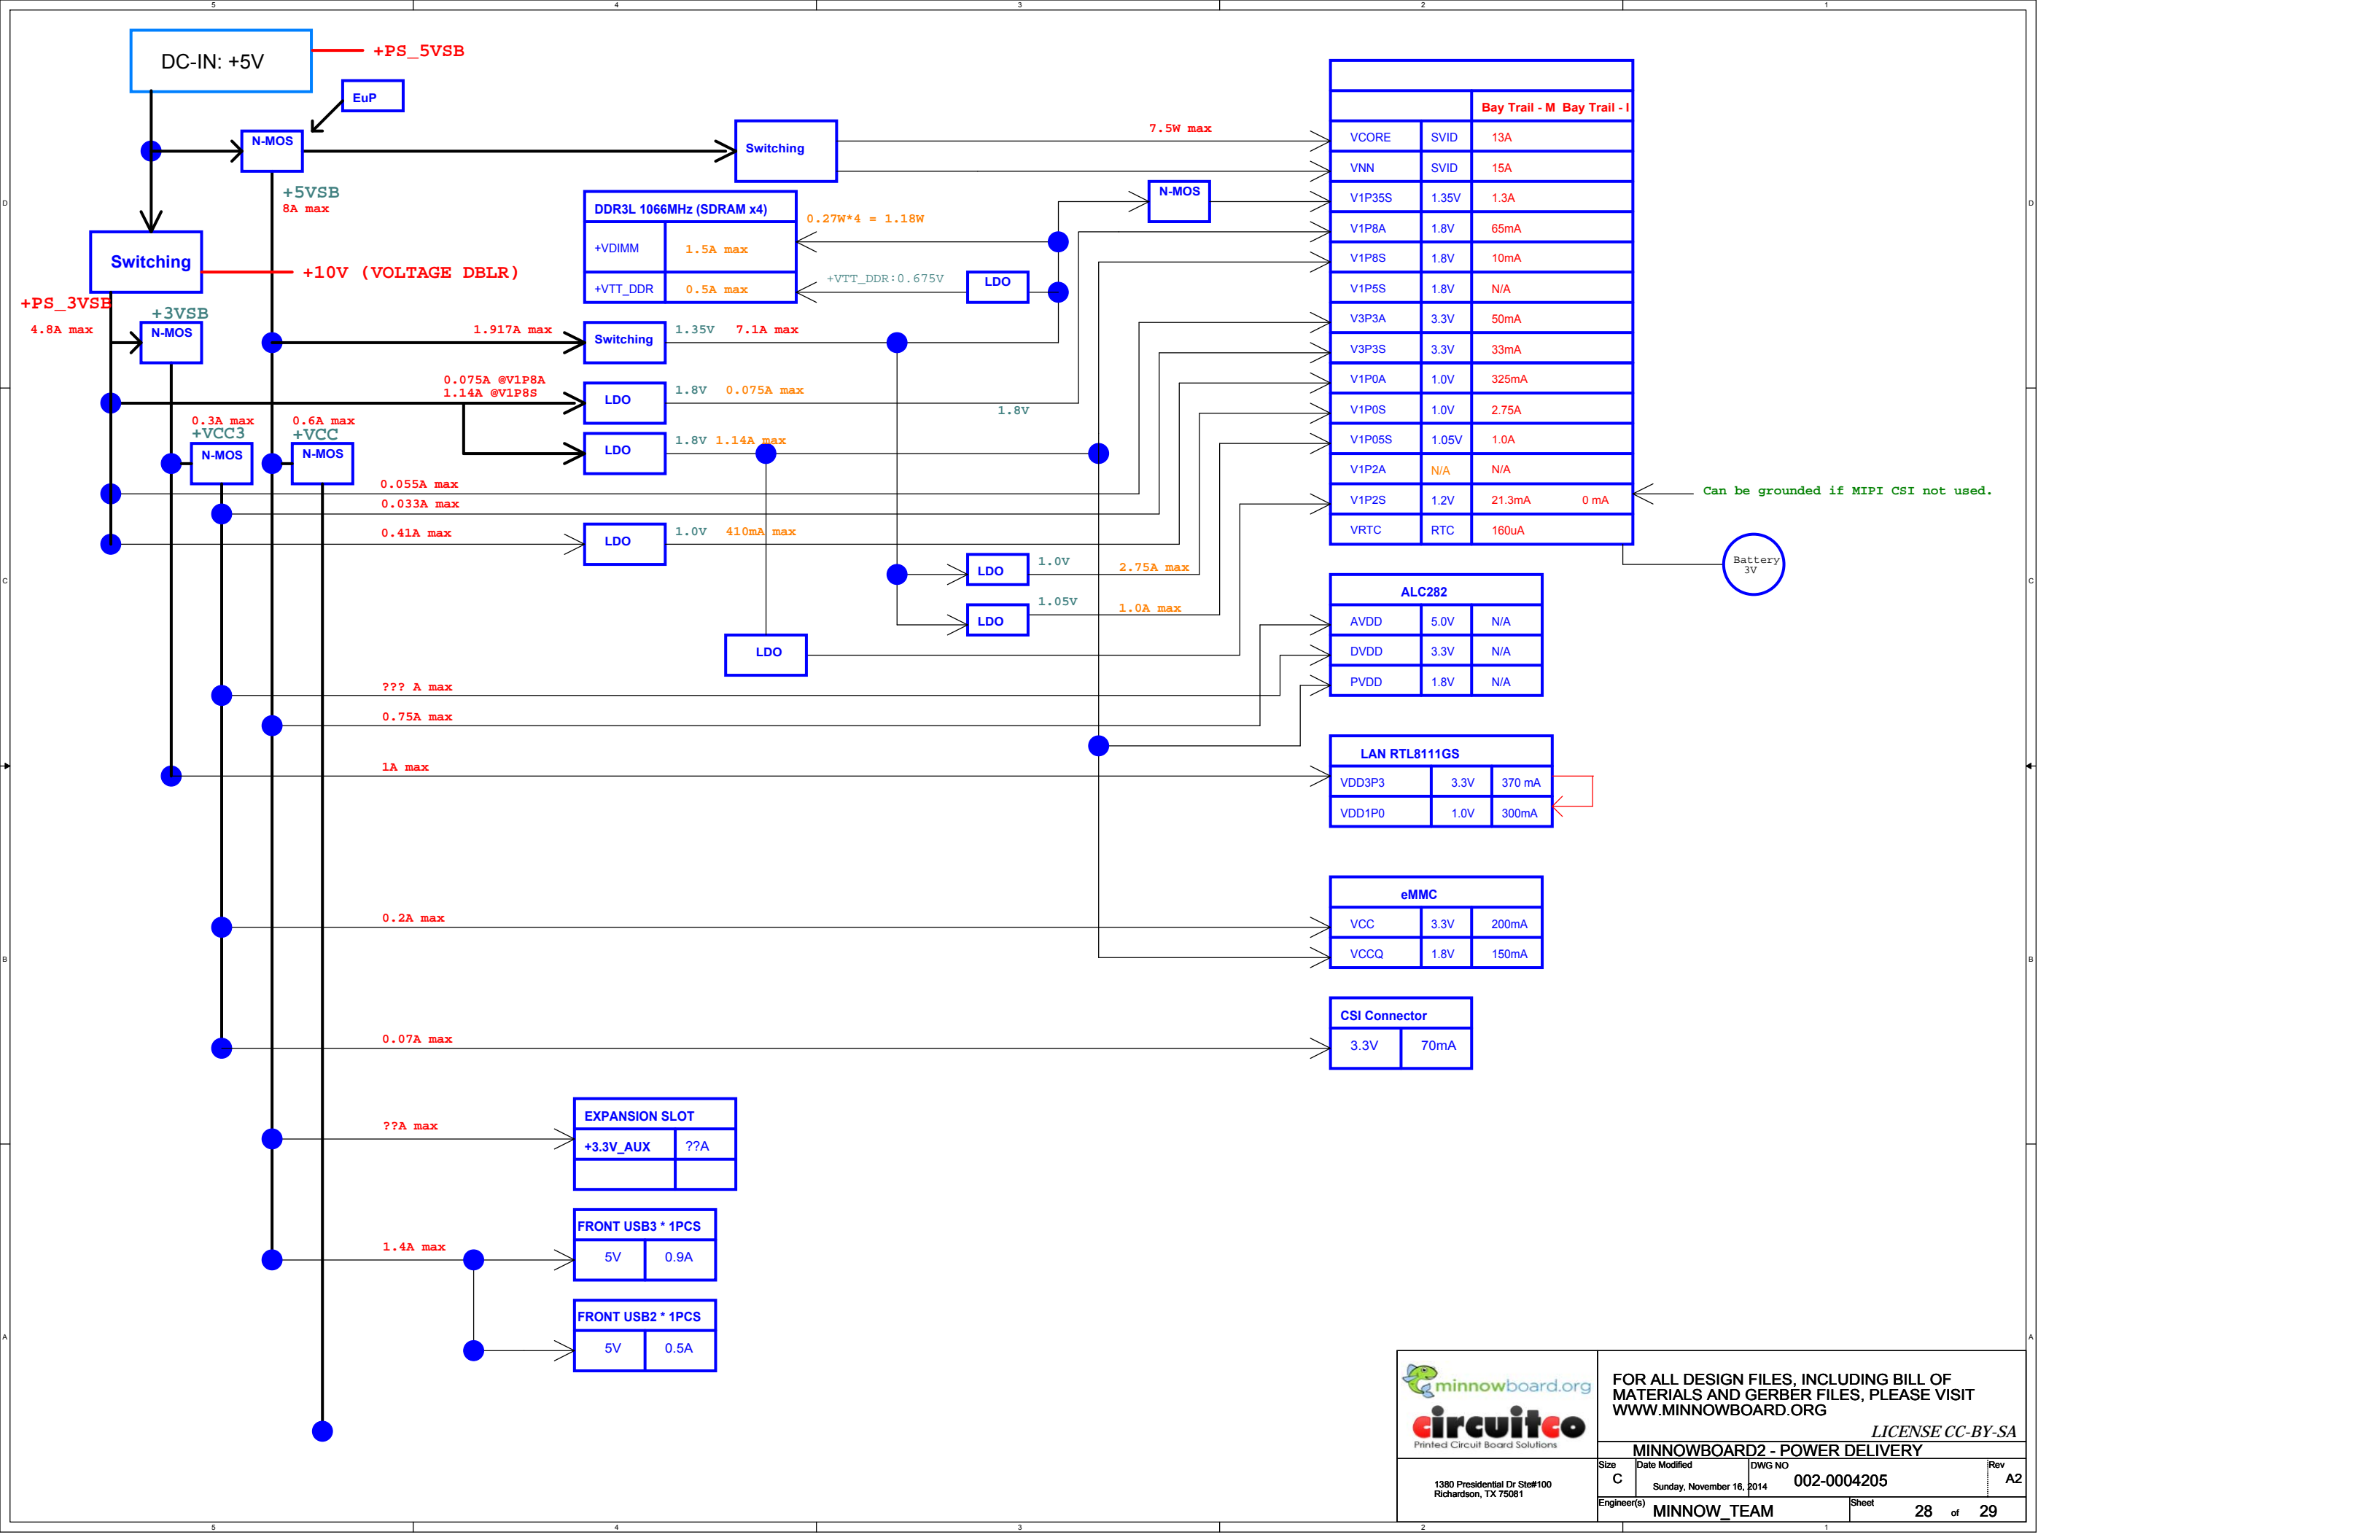 5 4 3 2 1
DC-IN: +5V
+PS_5VSB
EuP
N-MOS
+5VSB
8A max
Switching
7.5W max
Switching
+10V (VOLTAGE DBLR)
+PS_3VSB
4.8A max
+3VSB
N-MOS
DDR3L 1066MHz (SDRAM x4)
+VDIMM 1.5A max
+VTT_DDR 0.5A max
0.27W*4 = 1.18W
+VTT_DDR:0.675V
LDO
N-MOS
1.917A max
Switching
1.35V 7.1A max
0.075A @V1P8A
1.14A @V1P8S
LDO
1.8V 0.075A max
1.8V
LDO
1.8V 1.14A max
0.3A max
+VCC3
N-MOS
0.6A max
+VCC
N-MOS
0.055A max
0.033A max
0.41A max
LDO
1.0V 410mA max
LDO
1.0V
2.75A max
LDO
1.05V
1.0A max
LDO
??? A max
0.75A max
1A max
0.2A max
0.07A max
??A max
1.4A max
Bay Trail - M Bay Trail - I
VCORE SVID 13A
VNN SVID 15A
V1P35S 1.35V 1.3A
V1P8A 1.8V 65mA
V1P8S 1.8V 10mA
V1P5S 1.8V N/A
V3P3A 3.3V 50mA
V3P3S 3.3V 33mA
V1P0A 1.0V 325mA
V1P0S 1.0V 2.75A
V1P05S 1.05V 1.0A
V1P2A N/A N/A
V1P2S 1.2V 21.3mA 0 mA
VRTC RTC 160uA
Can be grounded if MIPI CSI not used.
Battery
3V
ALC282
AVDD 5.0V N/A
DVDD 3.3V N/A
PVDD 1.8V N/A
LAN RTL8111GS
VDD3P3 3.3V 370 mA
VDD1P0 1.0V 300mA
eMMC
VCC 3.3V 200mA
VCCQ 1.8V 150mA
CSI Connector
3.3V 70mA
EXPANSION SLOT
+3.3V_AUX ??A
FRONT USB3 * 1PCS
5V 0.9A
FRONT USB2 * 1PCS
5V 0.5A
D D
C C
B B
A A
minnowboard.org
circuitco
Printed Circuit Board Solutions
1380 Presidential Dr Ste#100
Richardson, TX 75081
FOR ALL DESIGN FILES, INCLUDING BILL OF
MATERIALS AND GERBER FILES, PLEASE VISIT
WWW.MINNOWBOARD.ORG
LICENSE CC-BY-SA
MINNOWBOARD2 - POWER DELIVERY
Size Date Modified DWG NO Rev
C Sunday, November 16, 2014 002-0004205 A2
Engineer(s) MINNOW_TEAM Sheet 28 of 29
5 4 3 2 1